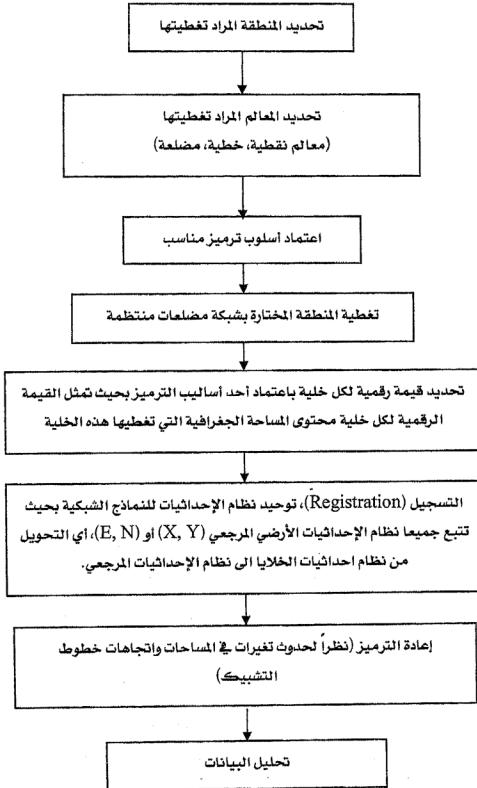 تحديد المنطقة المراد تغطيتها
تحديد المعالم المراد تغطيتها
(معالم نقطية، خطية، مضلعة)
اعتماد أسلوب ترميز مناسب
تغطية المنطقة المختارة بشبكة مضلعات منتظمة
تحديد قيمة رقمية لكل خلية باعتماد أحد أساليب الترميز بحيث تمثل القيمة
الرقمية لكل خلية محتوى المساحة الجغرافية التي تغطيها هذه الخلية
التسجيل (Registration)، توحيد نظام الإحداثيات للنماذج الشبكية بحيث
تتبع جميعا نظام الإحداثيات الأرضي المرجعي (X, Y) أو (E, N)، أي التحويل
من نظام احداثيات الخلايا الى نظام الإحداثيات المرجعي.
إعادة الترميز (نظراً لحدوث تغيرات في المساحات واتجاهات خطوط
التشبيك)
تحليل البيانات